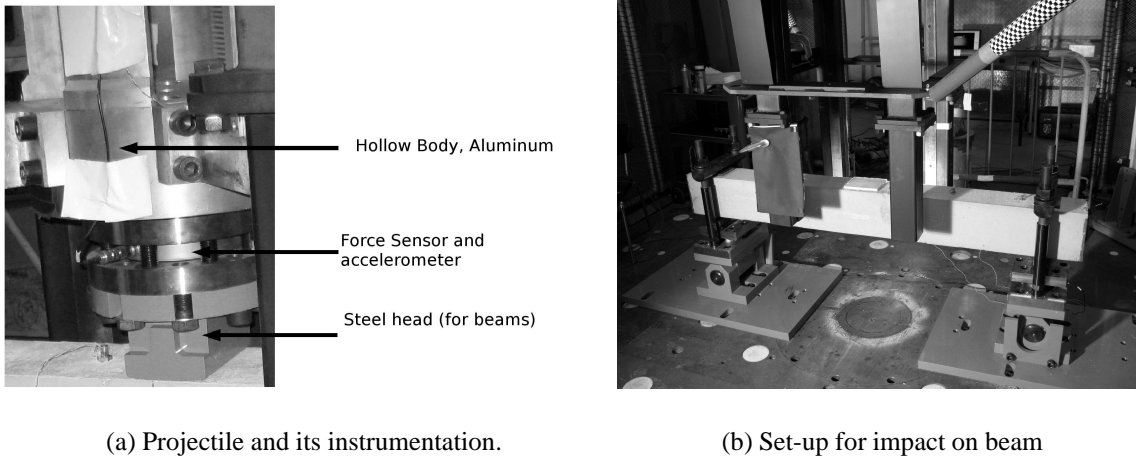 Hollow Body, Aluminum
Force Sensor and
accelerometer
Steel head (for beams)
(a) Projectile and its instrumentation.
(b) Set-up for impact on beam